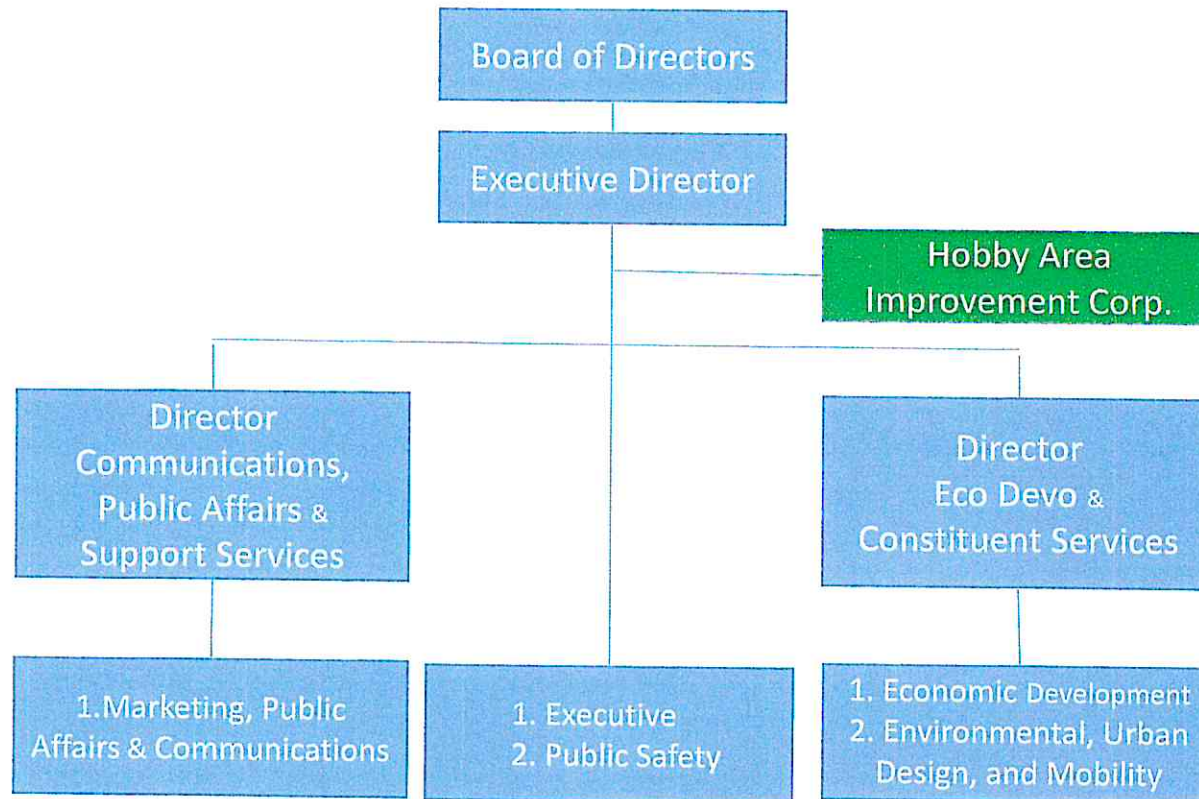 Board of Directors
Executive Director
Hobby Area
Improvement Corp.
Director
Communications,
Public Affairs &
Support Services
Director
Eco Devo &
Constituent Services
1.Marketing, Public
Affairs & Communications
1. Executive
2. Public Safety
1. Economic Development
2. Environmental, Urban
Design, and Mobility